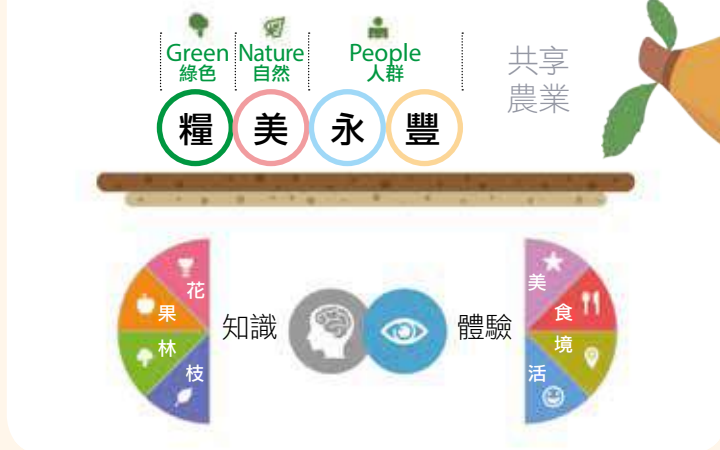 Green Nature People
綠色 自然 人群
共享
農業
糧 美 永 豐
花
果
林
枝
知識
體驗
美
食
境
活